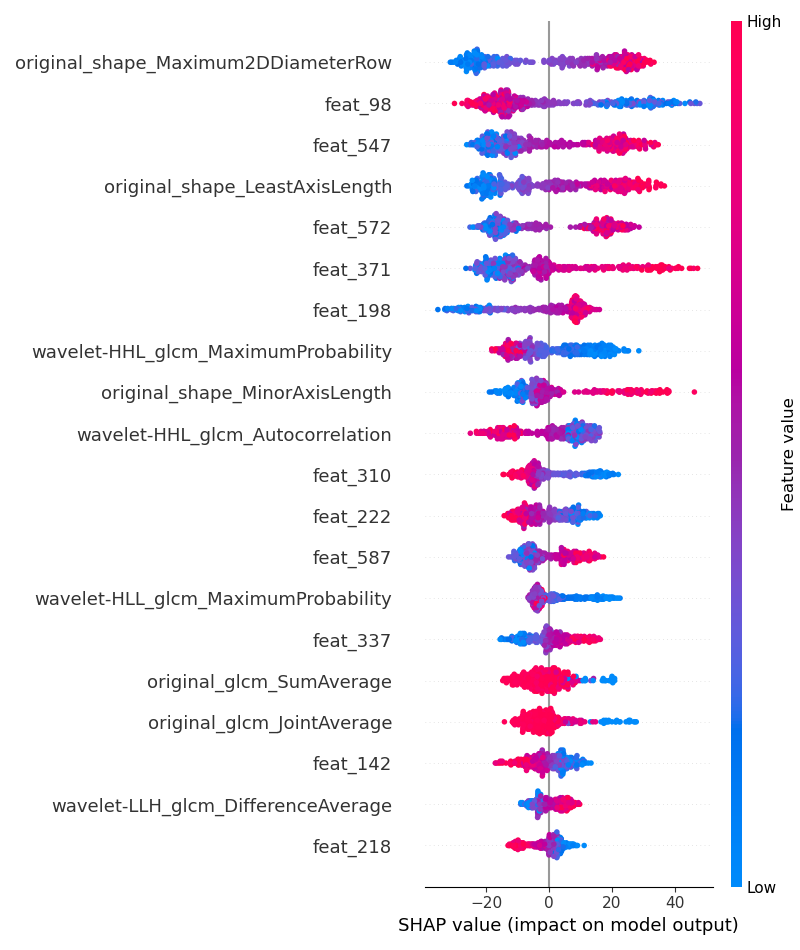 High
original_shape_Maximum2DDiameterRow
feat_98
feat_547
original_shape_LeastAxisLength
feat_572
feat_371
feat_198
wavelet-HHL_glcm_MaximumProbability
original_shape_MinorAxisLength
wavelet-HHL_glcm_Autocorrelation
feat_310
feat_222
feat_587
wavelet-HLL_glcm_MaximumProbability
feat_337
original_glcm_SumAverage
original_glcm_JointAverage
feat_142
wavelet-LLH_glcm_DifferenceAverage
feat_218
Feature value
Low
−20 0 20 40
SHAP value (impact on model output)